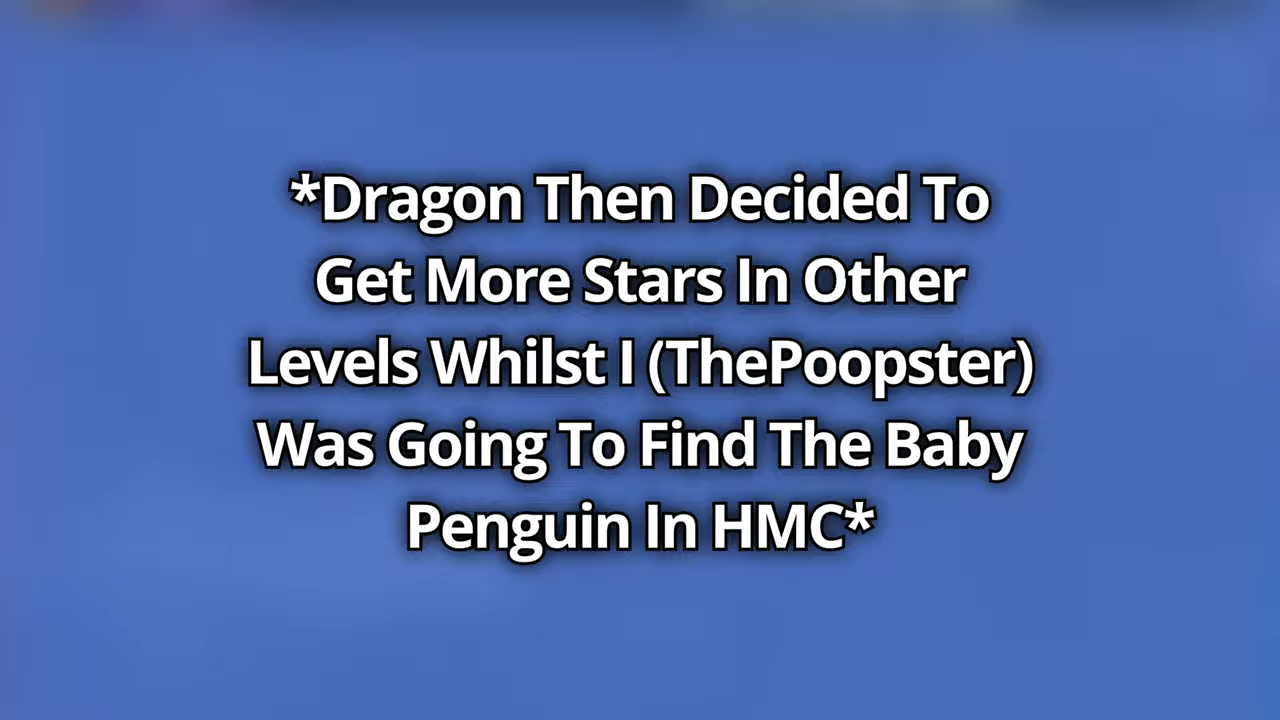 *Dragon Then Decided To
Get More Stars In Other
Levels Whilst I (ThePoopster)
Was Going To Find The Baby
Penguin In HMC*